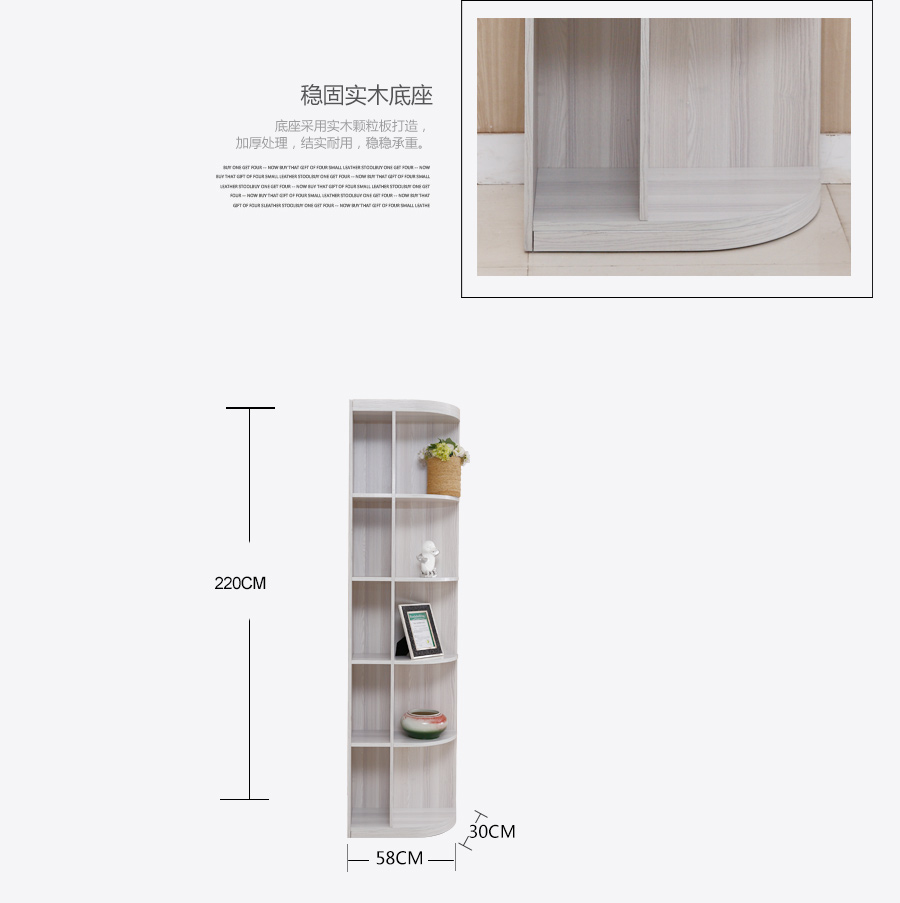 稳固实木底座
底座采用实木颗粒板打造，
加厚处理，结实耐用，稳稳承重。
BUY ONE GET FOUR -- NOW BUY THAT GIFT OF FOUR SMALL LEATHER STOOLBUY ONE GET FOUR -- NOW
BUY THAT GIFT OF FOUR SMALL LEATHER STOOLBUY ONE GET FOUR -- NOW BUY THAT GIFT OF FOUR SMALL
LEATHER STOOLBUY ONE GET FOUR -- NOW BUY THAT GIFT OF FOUR SMALL LEATHER STOOLBUY ONE GET
FOUR -- NOW BUY THAT GIFT OF FOUR SMALL LEATHER STOOLBUY ONE GET FOUR -- NOW BUY THAT
GIFT OF FOUR SLEATHER STOOLBUY ONE GET FOUR -- NOW BUY THAT GIFT OF FOUR SMALL LEATHE
220CM
30CM
58CM